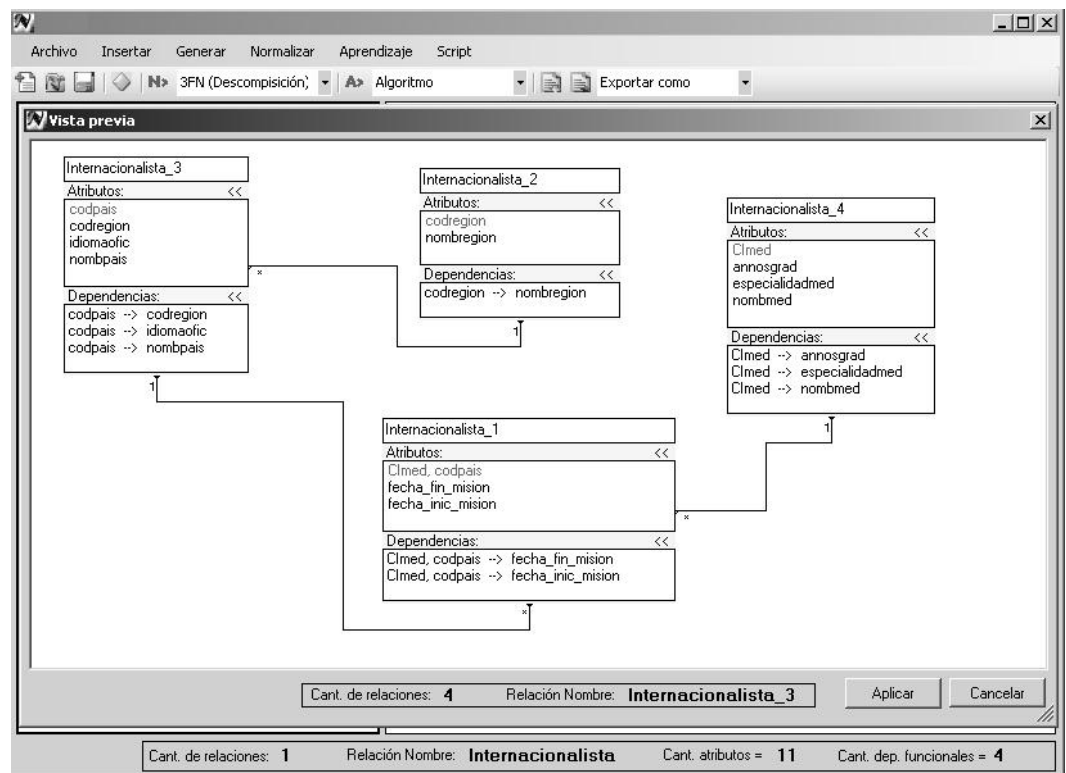 Archivo Insertar Generar Normalizar Aprendizaje Script
N» 3FN (Descompisición) A» Algoritmo Exportar como
Vista previa
Internacionalista_3
Atributos: <<
codpais
codregion
idiomaofic
nombpais
Dependencias: <<
codpais --> codregion
codpais --> idiomaofic
codpais --> nombpais
*
1
Internacionalista_2
Atributos: <<
codregion
nombregion
Dependencias: <<
codregion --> nombregion
1
Internacionalista_4
Atributos: <<
CImed
annosgrad
especialidadmed
nombmed
Dependencias: <<
CImed --> annosgrad
CImed --> especialidadmed
CImed --> nombmed
1
Internacionalista_1
Atributos: <<
CImed, codpais
fecha_fin_mision
fecha_inic_mision
*
Dependencias: <<
CImed, codpais --> fecha_fin_mision
CImed, codpais --> fecha_inic_mision
*
Cant. de relaciones: 4 Relación Nombre: Internacionalista_3 Aplicar Cancelar
Cant. de relaciones: 1 Relación Nombre: Internacionalista Cant. atributos = 11 Cant. dep. funcionales = 4